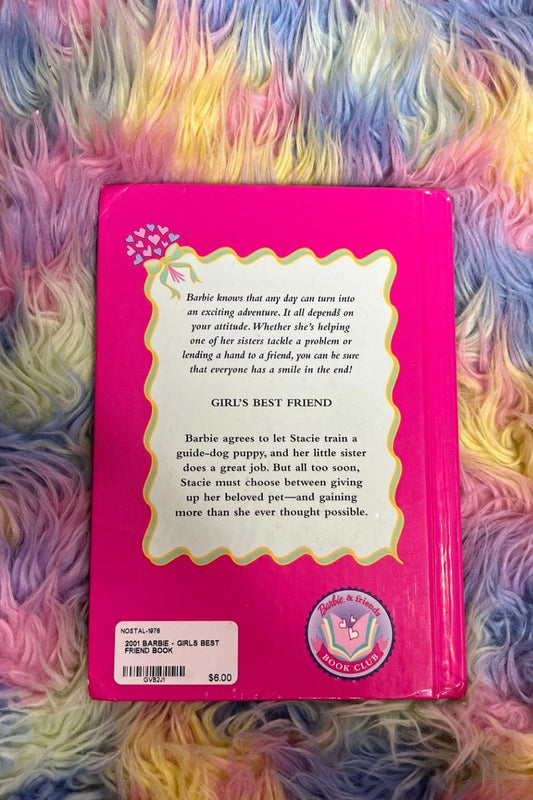 Barbie knows that any day can turn into
an exciting adventure. It all depends on
your attitude. Whether she's helping
one of her sisters tackle a problem or
lending a hand to a friend, you can be sure
that everyone has a smile in the end!
GIRL'S BEST FRIEND
Barbie agrees to let Stacie train a
guide-dog puppy, and her little sister
does a great job. But all too soon,
Stacie must choose between giving
up her beloved pet—and gaining
more than she ever thought possible.
Barbie & friends
BOOK CLUB
NOSTAL-1978
2001 BARBIE - GIRLS BEST
FRIEND BOOK
GV82J1
$6.00